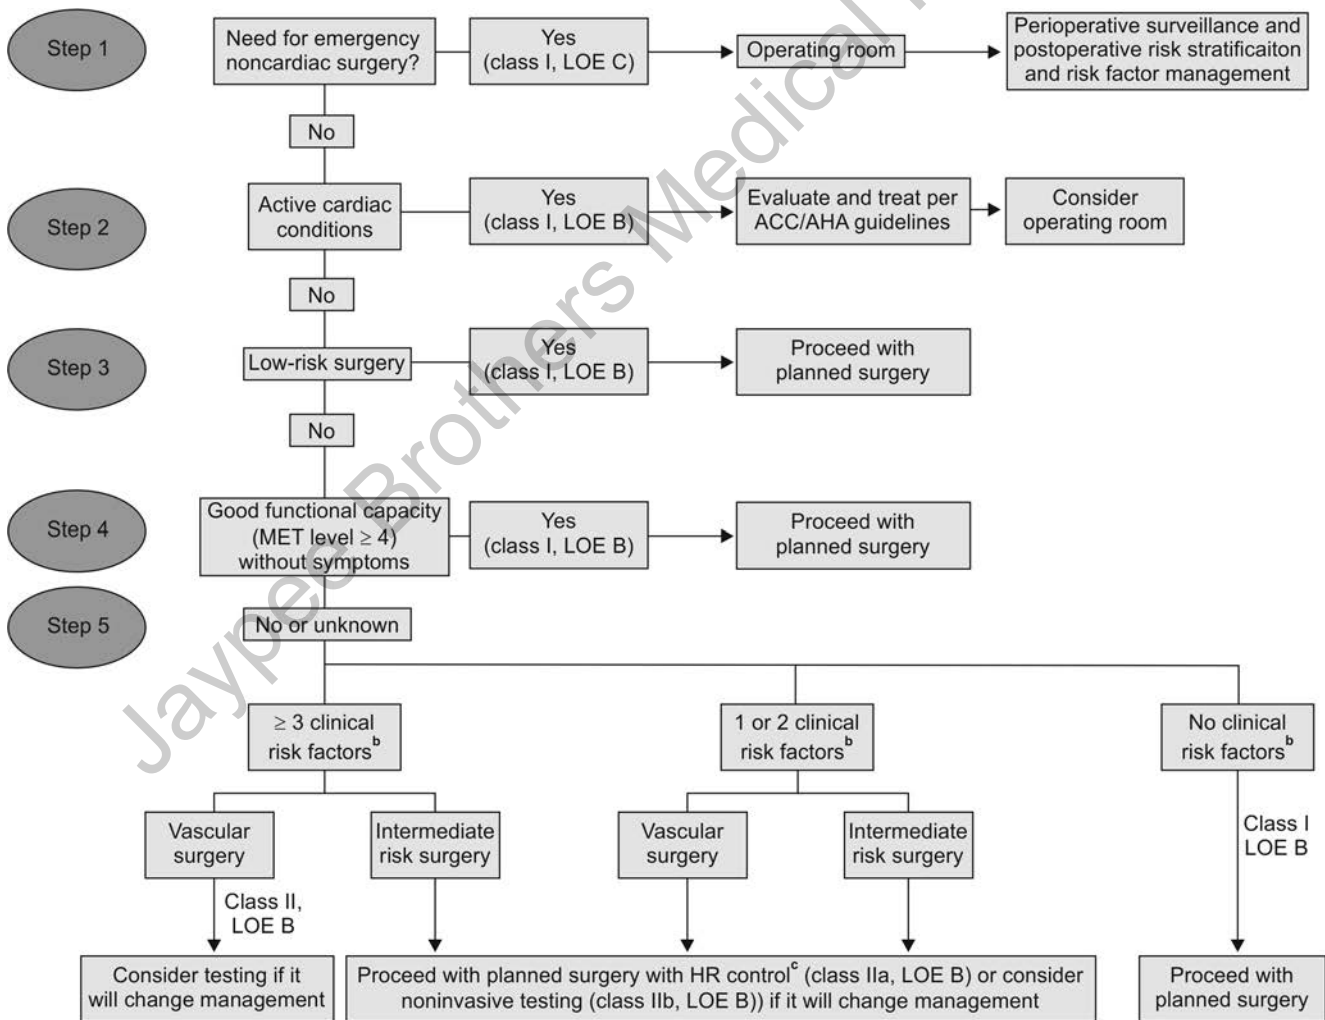 Step 1
Need for emergency
noncardiac surgery?
Yes
(class I, LOE C)
Operating room
Perioperative surveillance and
postoperative risk stratificaiton
and risk factor management
No
Step 2
Active cardiac
conditions
Yes
(class I, LOE B)
Evaluate and treat per
ACC/AHA guidelines
Consider
operating room
No
Step 3
Low-risk surgery
Yes
(class I, LOE B)
Proceed with
planned surgery
No
Step 4
Good functional capacity
(MET level ≥ 4)
without symptoms
Yes
(class I, LOE B)
Proceed with
planned surgery
Step 5
No or unknown
≥ 3 clinical
risk factorsᵇ
1 or 2 clinical
risk factorsᵇ
No clinical
risk factorsᵇ
Vascular
surgery
Intermediate
risk surgery
Vascular
surgery
Intermediate
risk surgery
Class I
LOE B
Class II,
LOE B
Consider testing if it
will change management
Proceed with planned surgery with HR controlᶜ (class IIa, LOE B) or consider
noninvasive testing (class IIb, LOE B)) if it will change management
Proceed with
planned surgery
Jaypee Brothers Medical